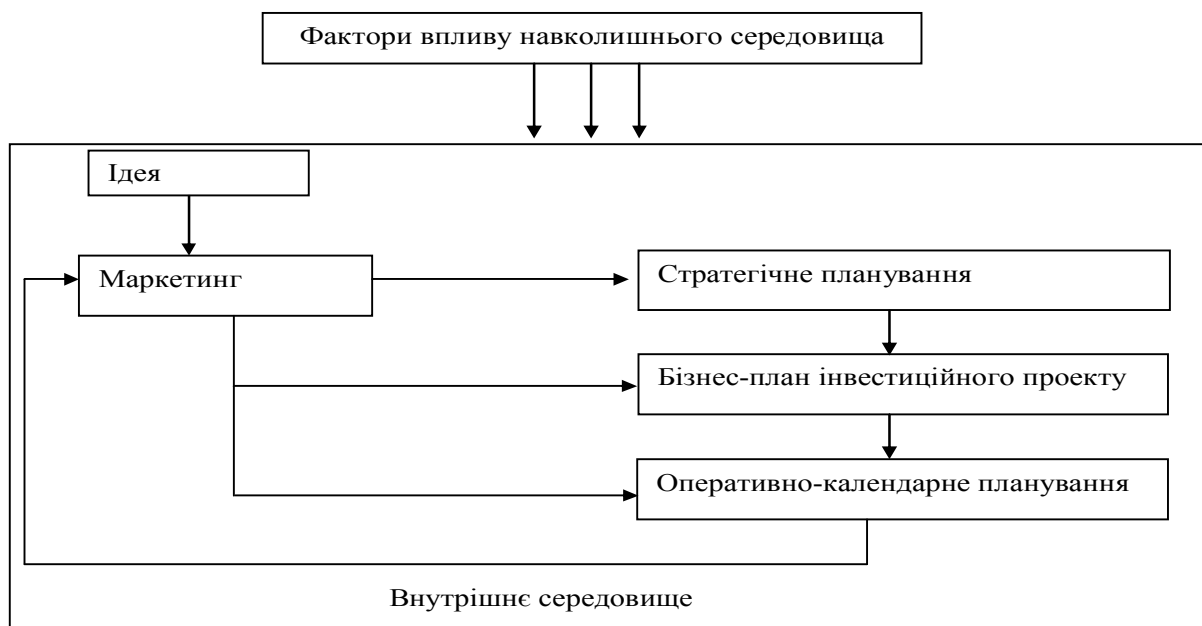 Фактори впливу навколишнього середовища
Ідея
Маркетинг
Стратегічне планування
Бізнес-план інвестиційного проекту
Оперативно-календарне планування
Внутрішнє середовище